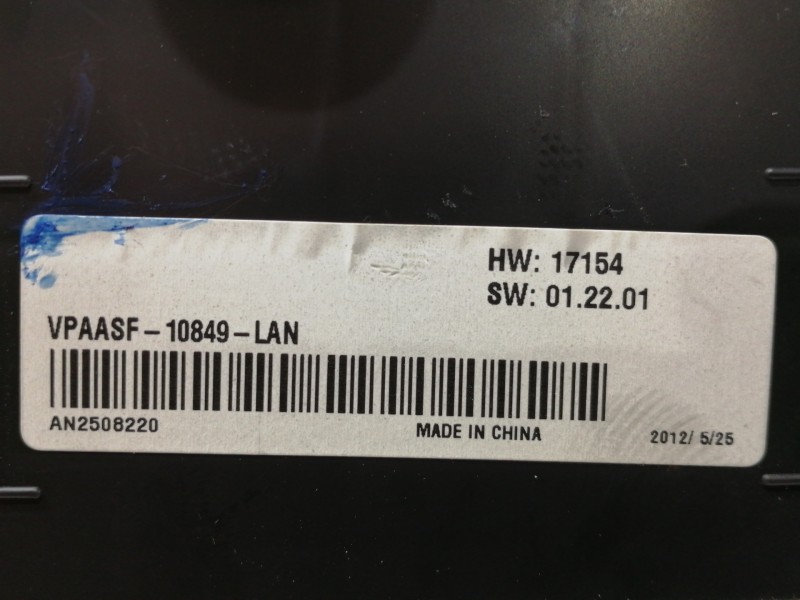 HW: 17154
SW: 01.22.01
VPAASF-10849-LAN
AN2508220
MADE IN CHINA
2012/ 5/25